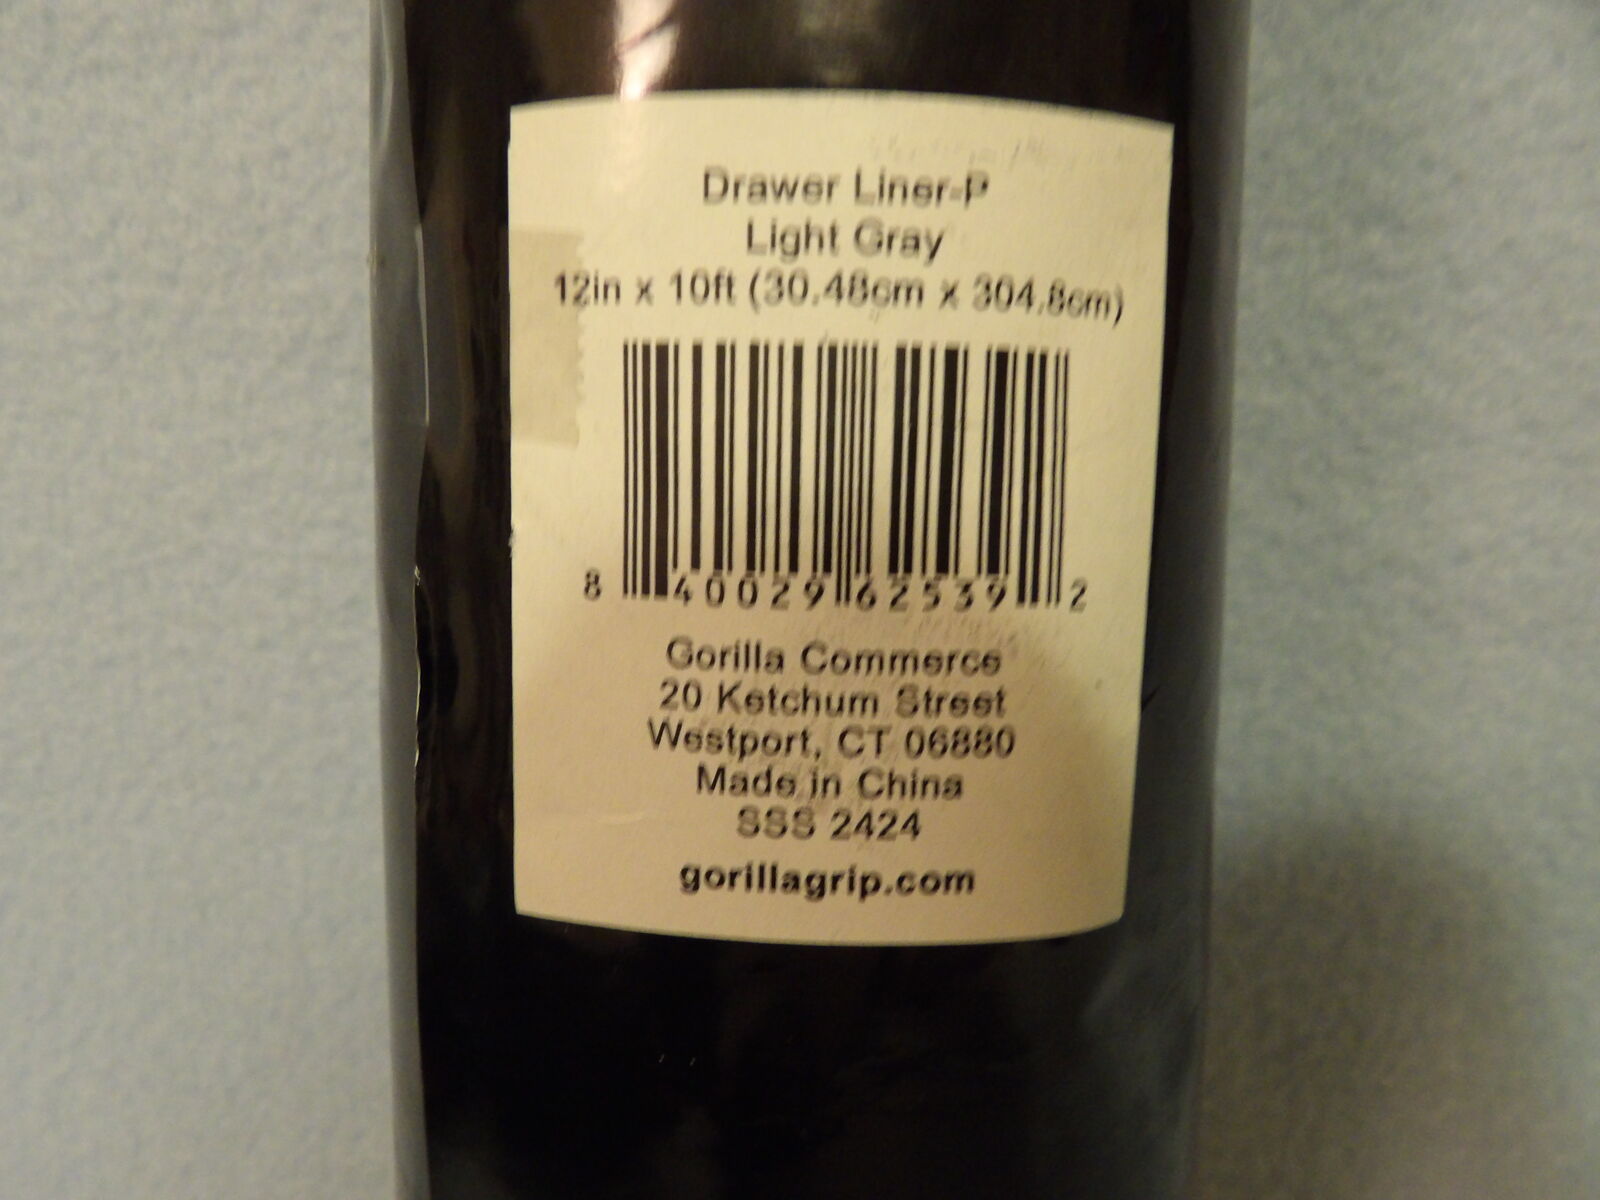 Drawer Liner-P
Light Gray
12in x 10ft (30.48cm x 304.8cm)
8 40029 62539 2
Gorilla Commerce
20 Ketchum Street
Westport, CT 06880
Made in China
SSS 2424
gorillagrip.com